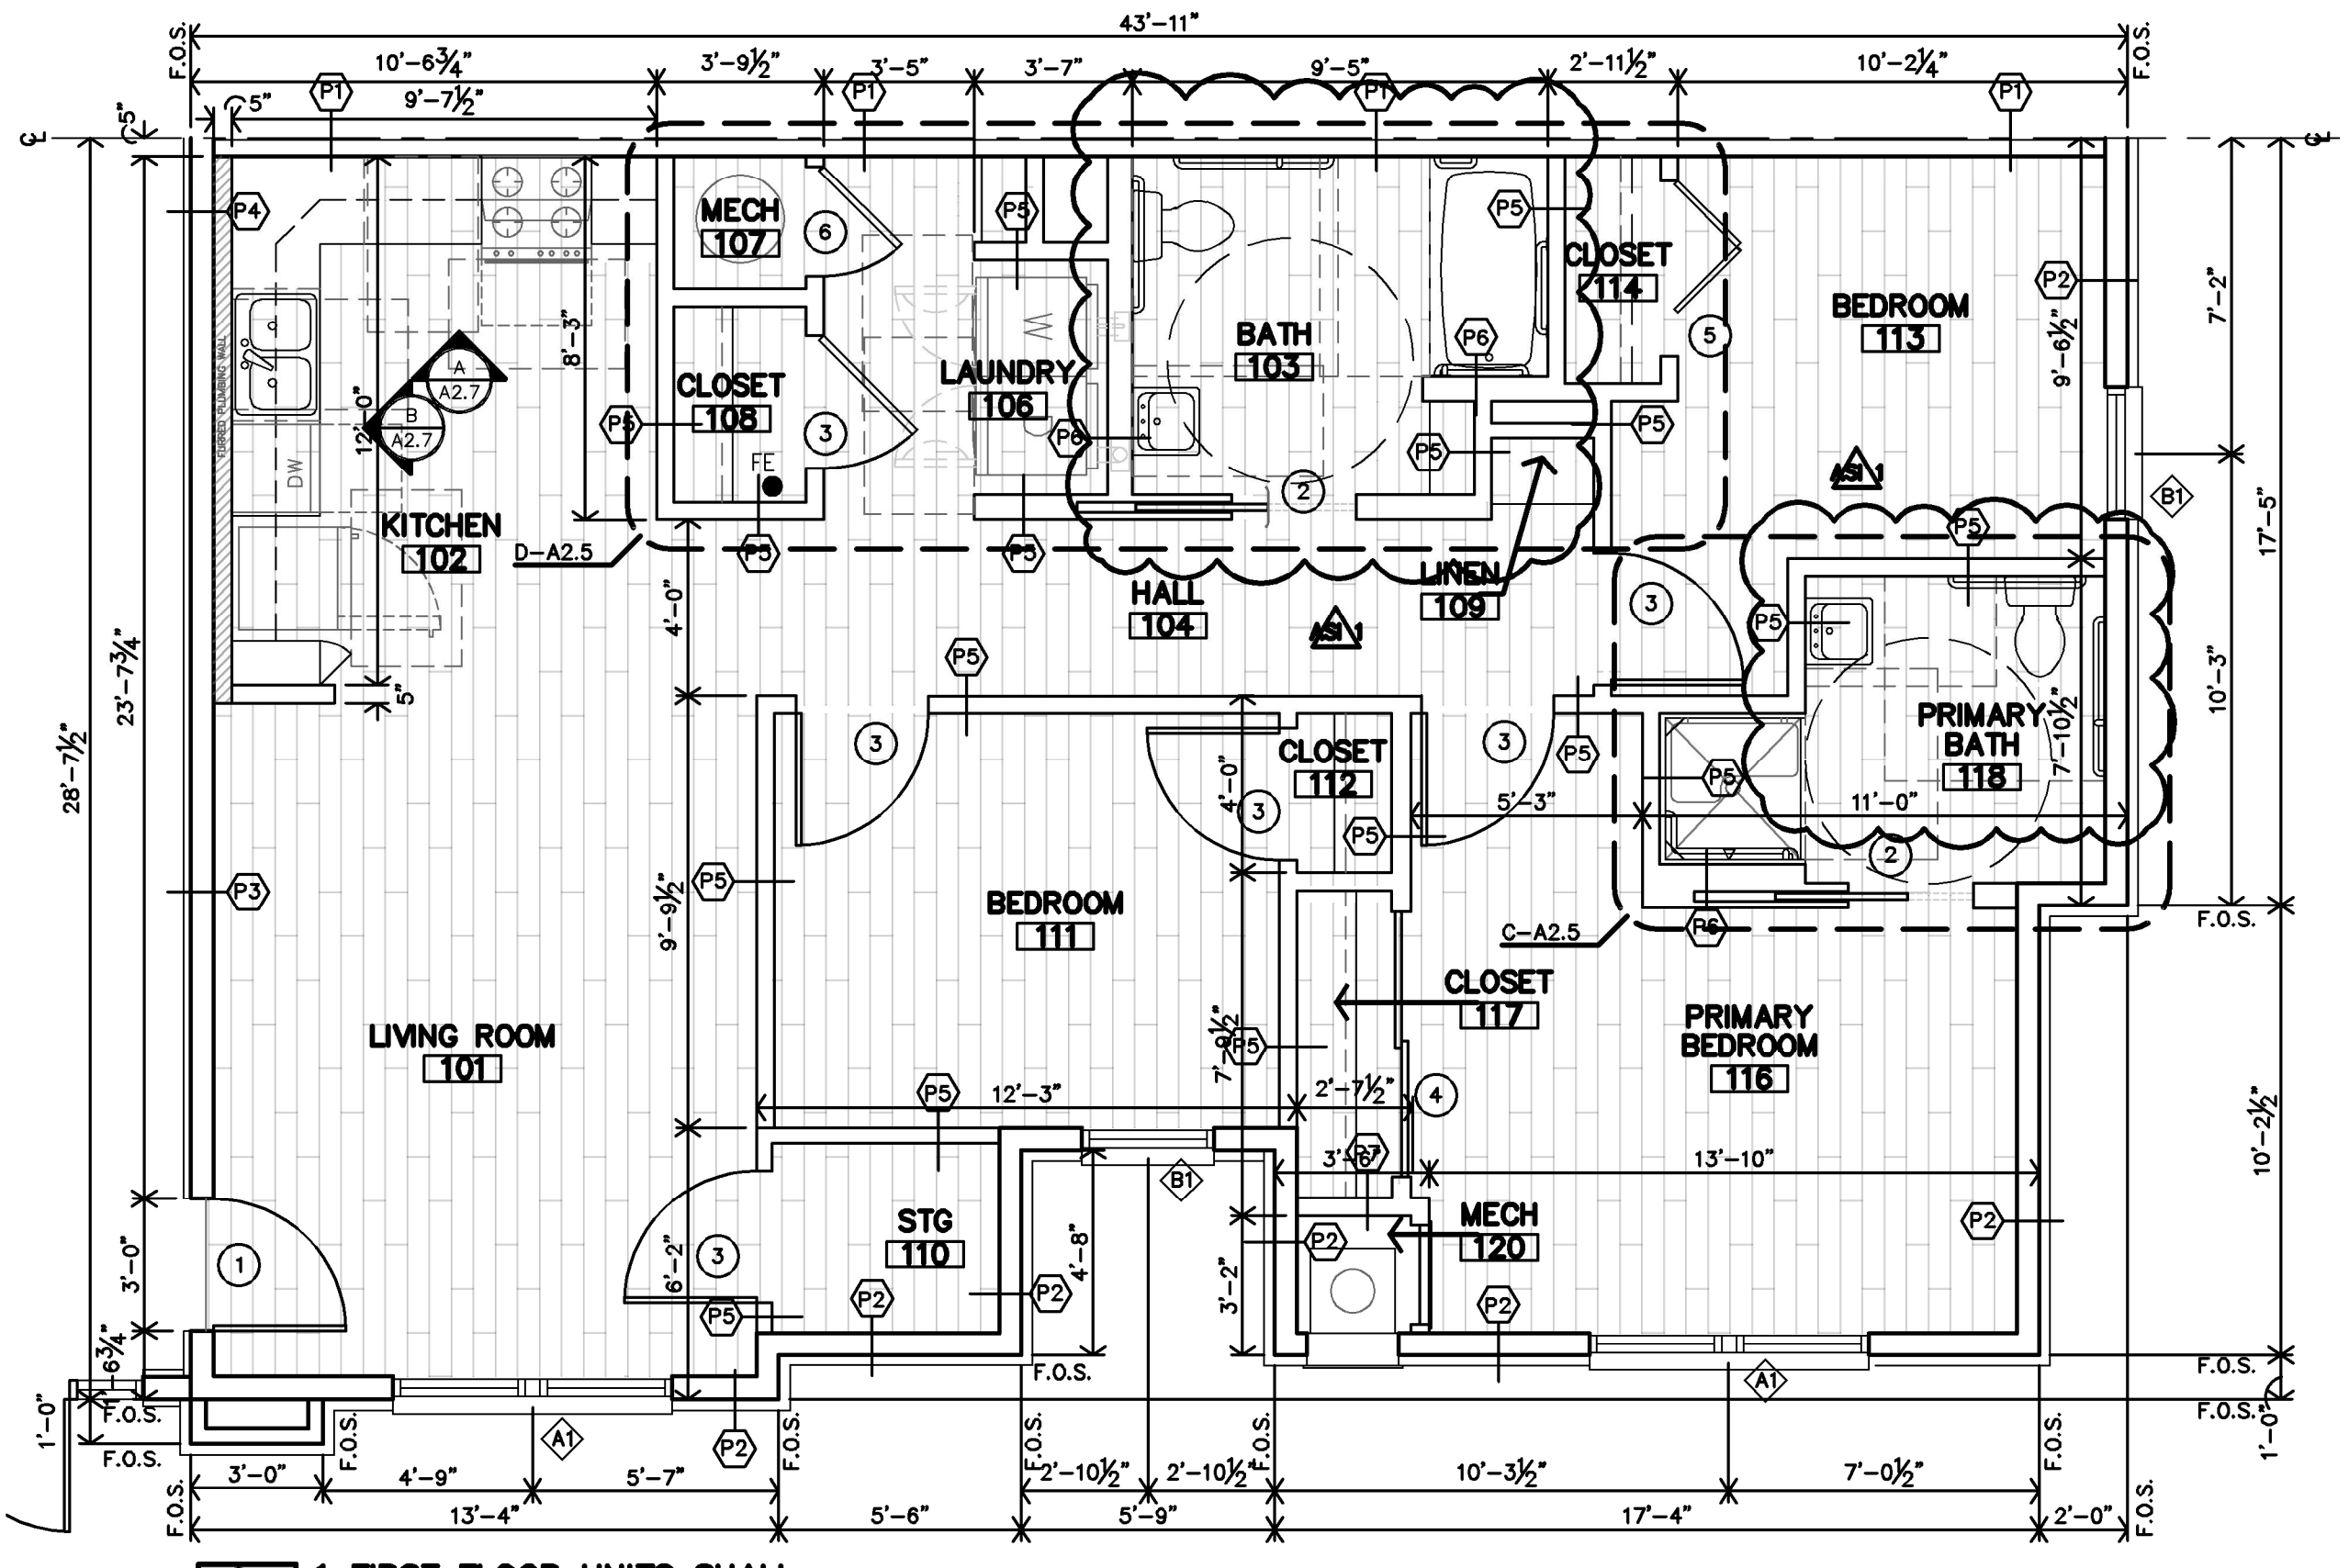 43'-11"
F.O.S.
F.O.S.
10'-6¾"
3'-9½"
3'-5"
3'-7"
9'-5"
2'-11½"
10'-2¼"
9'-7½"
5"
5"
P1
P1
P1
P1
℄
℄
P4
MECH
107
6
P5
P5
CLOSET
114
P2
BEDROOM
113
7'-2"
9'-6½"
FURRED PLUMBING WALL
8'-3"
12'-0"
A
A2.7
B
A2.7
BATH
103
P6
5
W
LAUNDRY
106
CLOSET
108
P5
3
P6
P5
P5
FE
DW
2
ASI 1
B1
17'-5"
KITCHEN
102
D-A2.5
P5
P5
P5
LINEN
109
HALL
104
ASI 1
3
P5
4'-0"
23'-7¾"
5"
P5
10'-3"
PRIMARY
BATH
118
7'-10½"
28'-7½"
3
CLOSET
112
4'-0"
3
3
P5
P5
5'-3"
11'-0"
P5
2
P3
P5
9'-9½"
BEDROOM
111
P6
C-A2.5
F.O.S.
CLOSET
117
PRIMARY
BEDROOM
116
LIVING ROOM
101
P5
7'-9½"
P5
12'-3"
2'-7½"
4
10'-2½"
P7
3'-6"
13'-10"
B1
STG
110
MECH
120
P2
P2
3'-0"
1
6'-2"
3
P5
P2
P2
4'-8"
3'-2"
P2
1'-6¾"
F.O.S.
F.O.S.
A1
F.O.S.
F.O.S.
1'-0"
1'-0"
F.O.S.
F.O.S.
A1
P2
F.O.S.
F.O.S.
F.O.S.
F.O.S.
3'-0"
4'-9"
5'-7"
2'-10½"
2'-10½"
10'-3½"
7'-0½"
F.O.S.
F.O.S.
13'-4"
5'-6"
5'-9"
17'-4"
2'-0"